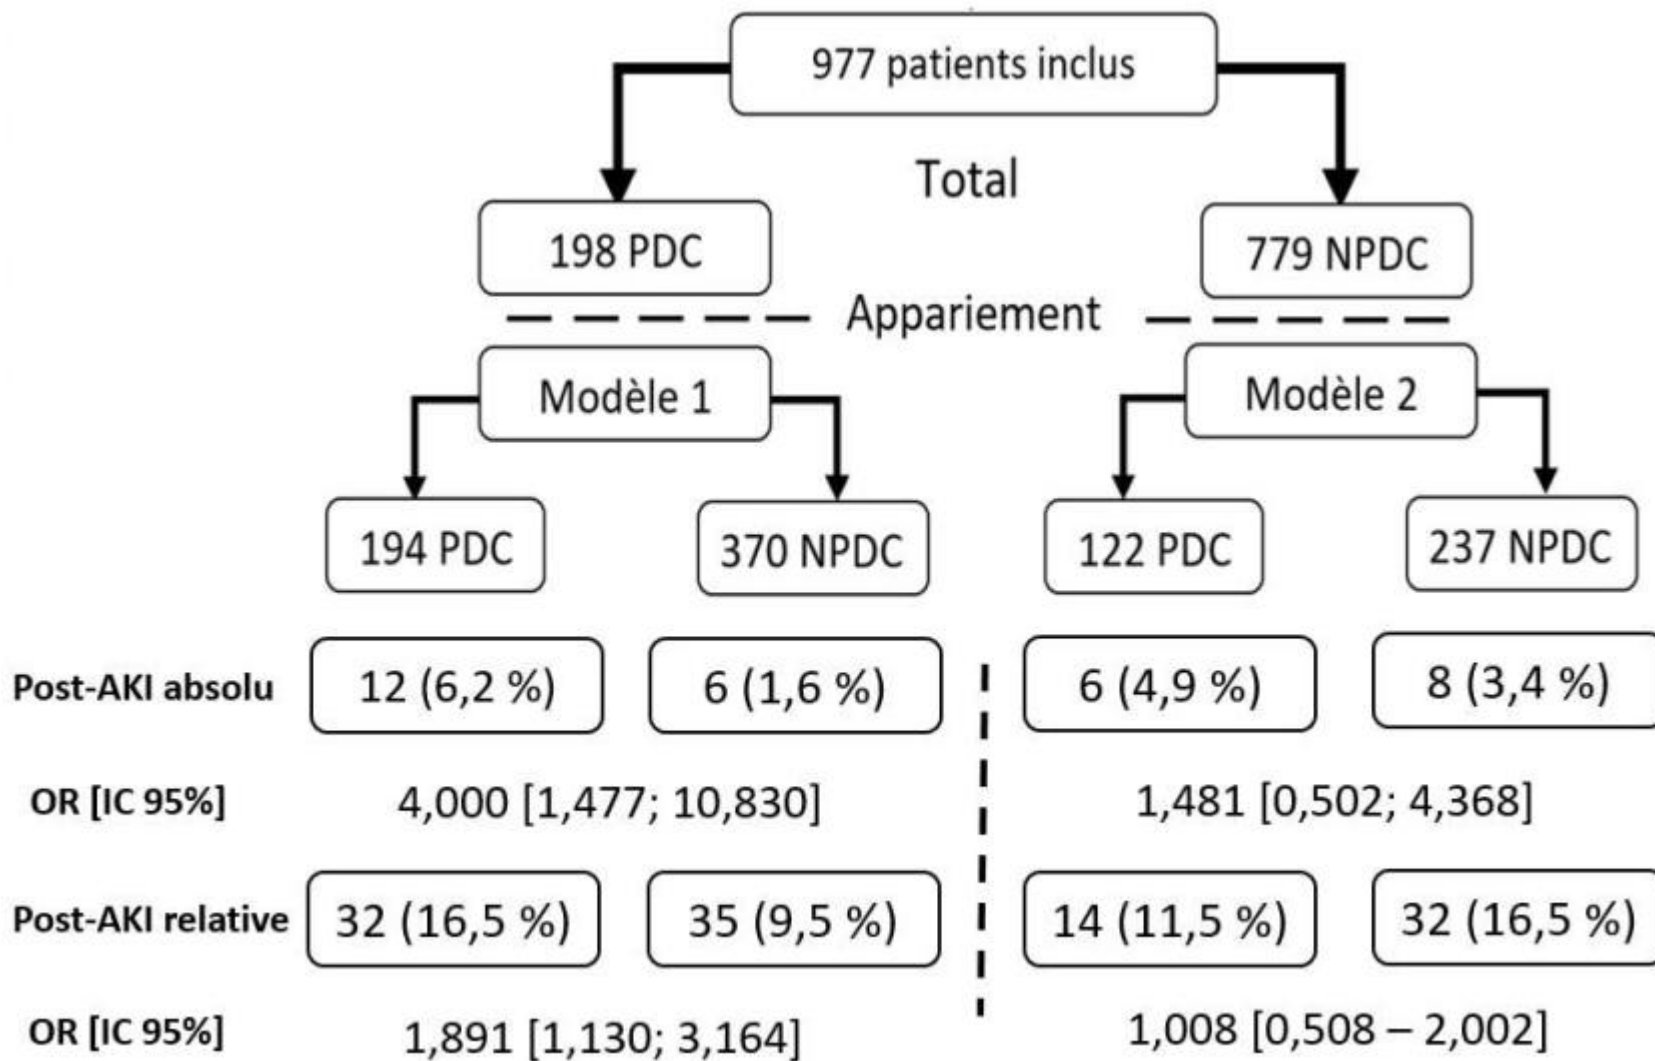 977 patients inclus
Total
198 PDC
779 NPDC
Appariement
Modèle 1
Modèle 2
194 PDC
370 NPDC
122 PDC
237 NPDC
Post-AKI absolu
12 (6,2 %)
6 (1,6 %)
6 (4,9 %)
8 (3,4 %)
OR [IC 95%]
4,000 [1,477; 10,830]
1,481 [0,502; 4,368]
Post-AKI relative
32 (16,5 %)
35 (9,5 %)
14 (11,5 %)
32 (16,5 %)
OR [IC 95%]
1,891 [1,130; 3,164]
1,008 [0,508 – 2,002]